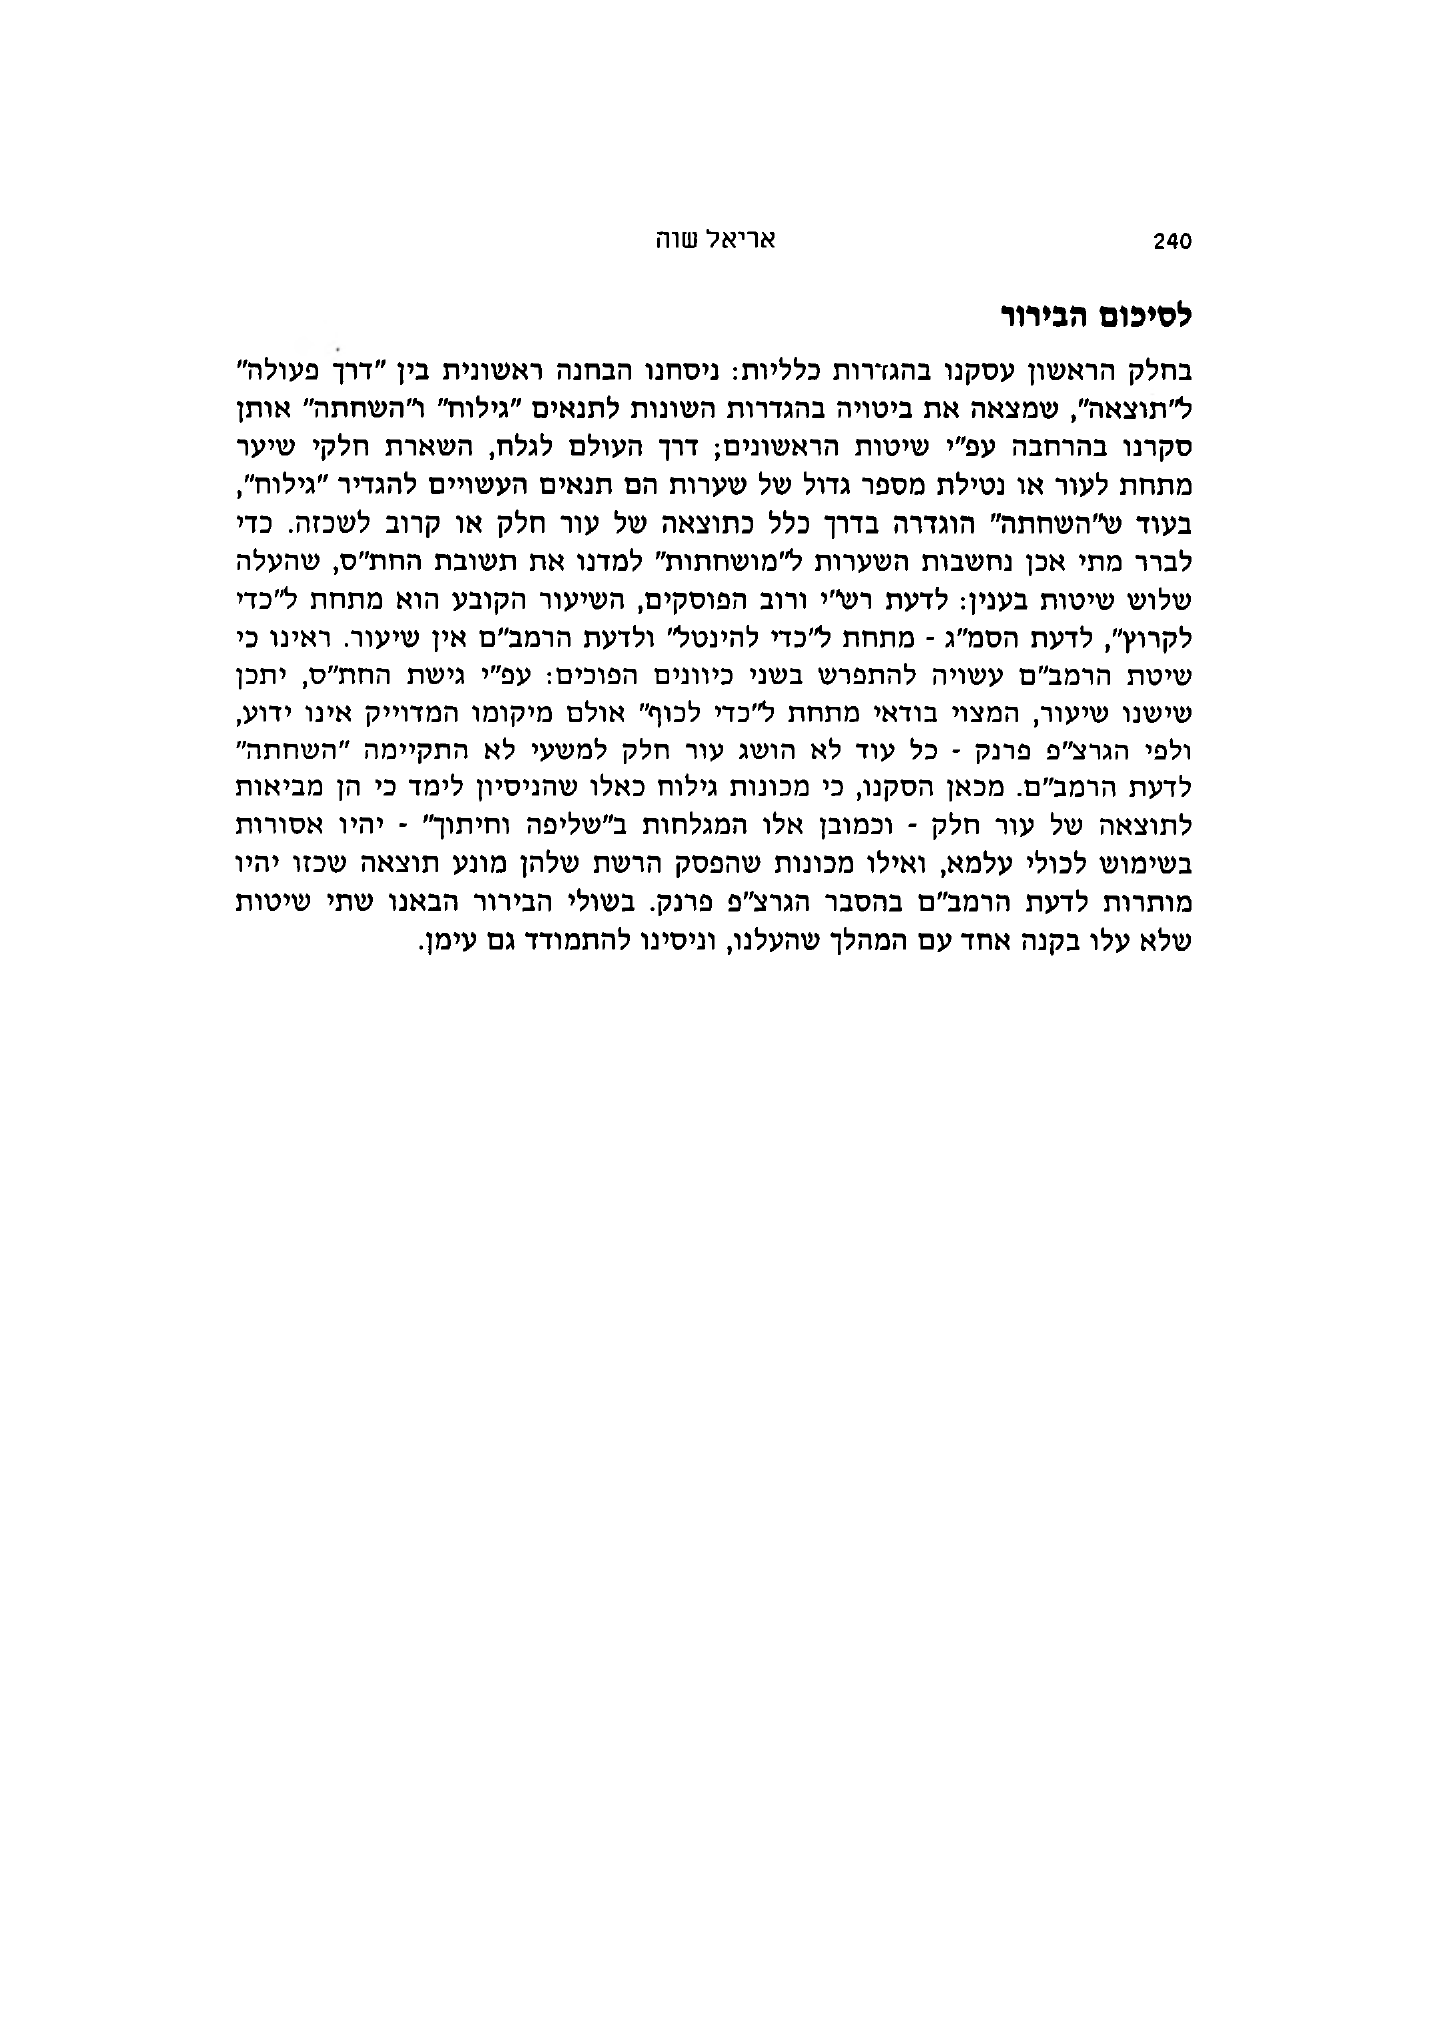 240
אריאל שוה
לסיכום הבירור
בחלק הראשון עסקנו בהגדרות כלליות: ניסחנו הבחנה ראשונית בין "דרך פעולה"
ל"תוצאה", שמצאה את ביטויה בהגדרות השונות לתנאים "גילוח" ו"השחתה" אותן
סקרנו בהרחבה עפ"י שיטות הראשונים; דרך העולם לגלח, השארת חלקי שיער
מתחת לעור או נטילת מספר גדול של שערות הם תנאים העשויים להגדיר "גילוח",
בעוד ש"השחתה" הוגדרה בדרך כלל כתוצאה של עור חלק או קרוב לשכזה. כדי
לברר מתי אכן נחשבות השערות ל"מושחתות" למדנו את תשובת החת"ס, שהעלה
שלוש שיטות בענין: לדעת רש"י ורוב הפוסקים, השיעור הקובע הוא מתחת ל"כדי
לקרוץ", לדעת הסמ"ג - מתחת ל"כדי להינטל" ולדעת הרמב"ם אין שיעור. ראינו כי
שיטת הרמב"ם עשויה להתפרש בשני כיוונים הפוכים: עפ"י גישת החת"ס, יתכן
שישנו שיעור, המצוי בודאי מתחת ל"כדי לכוף" אולם מיקומו המדוייק אינו ידוע,
ולפי הגרצ"פ פרנק - כל עוד לא הושג עור חלק למשעי לא התקיימה "השחתה"
לדעת הרמב"ם. מכאן הסקנו, כי מכונות גילוח כאלו שהניסיון לימד כי הן מביאות
לתוצאה של עור חלק - וכמובן אלו המגלחות ב"שליפה וחיתוך" - יהיו אסורות
בשימוש לכולי עלמא, ואילו מכונות שהפסק הרשת שלהן מונע תוצאה שכזו יהיו
מותרות לדעת הרמב"ם בהסבר הגרצ"פ פרנק. בשולי הבירור הבאנו שתי שיטות
שלא עלו בקנה אחד עם המהלך שהעלנו, וניסינו להתמודד גם עימן.